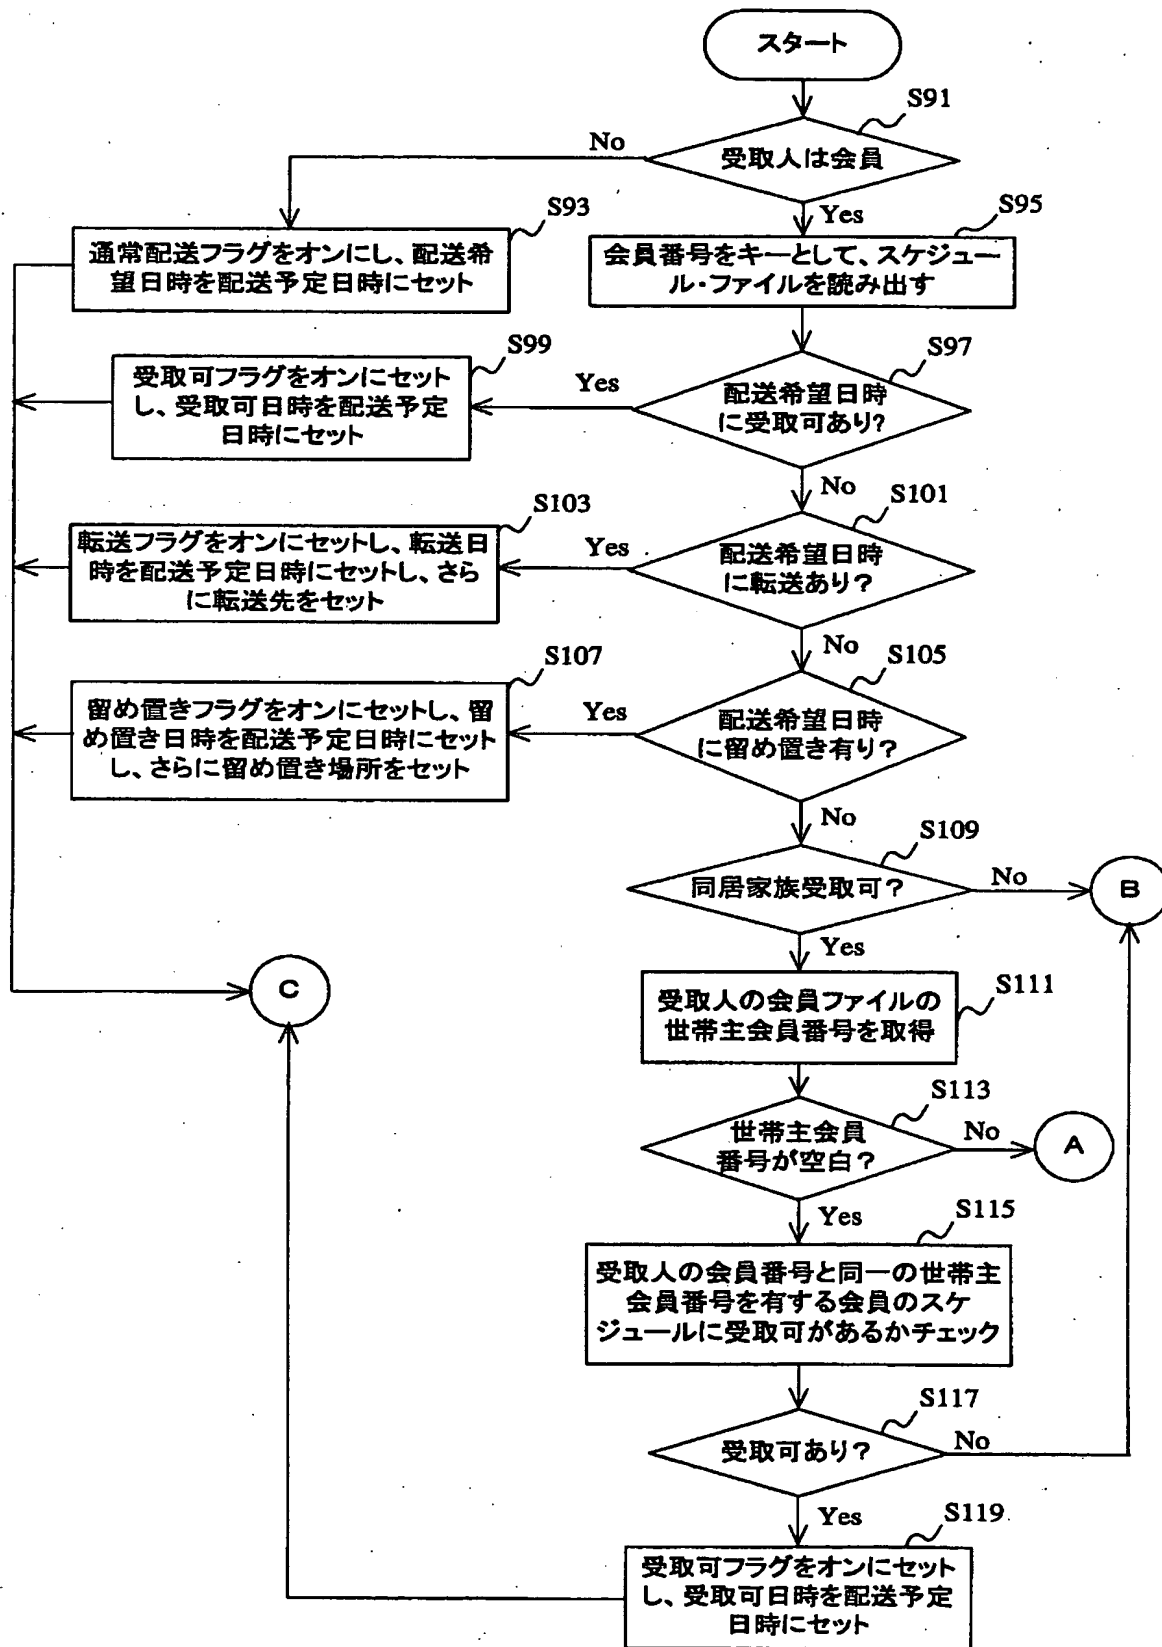 スタート
S91
受取人は会員
No
Yes
S93
通常配送フラグをオンにし、配送希
望日時を配送予定日時にセット
S95
会員番号をキーとして、スケジュー
ル・ファイルを読み出す
S97
配送希望日時
に受取可あり?
Yes
No
S99
受取可フラグをオンにセット
し、受取可日時を配送予定
日時にセット
S101
配送希望日時
に転送あり?
Yes
No
S103
転送フラグをオンにセットし、転送日
時を配送予定日時にセットし、さら
に転送先をセット
S105
配送希望日時
に留め置き有り?
Yes
No
S107
留め置きフラグをオンにセットし、留
め置き日時を配送予定日時にセット
し、さらに留め置き場所をセット
S109
同居家族受取可?
No
B
Yes
C
S111
受取人の会員ファイルの
世帯主会員番号を取得
S113
世帯主会員
番号が空白?
No
A
Yes
S115
受取人の会員番号と同一の世帯主
会員番号を有する会員のスケ
ジュールに受取可があるかチェック
S117
受取可あり?
No
Yes
S119
受取可フラグをオンにセット
し、受取可日時を配送予定
日時にセット